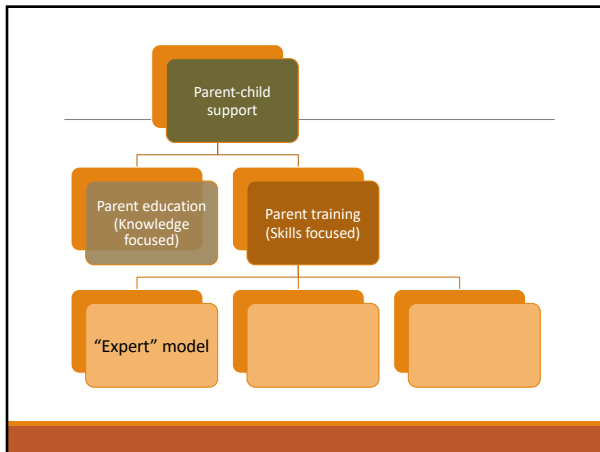 Parent-child
support
Parent education
(Knowledge
focused)
Parent training
(Skills focused)
“Expert” model